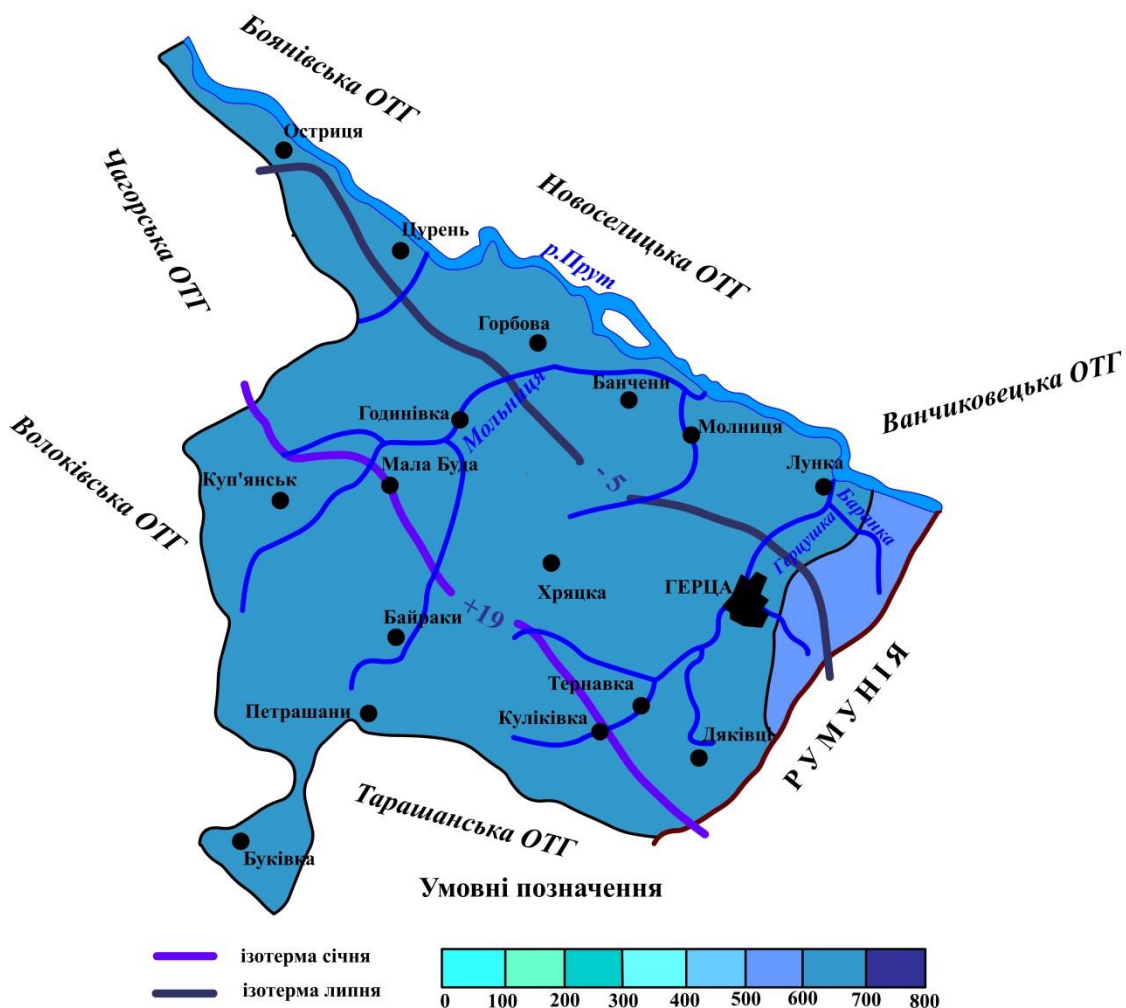 Боянівська ОТГ
Остриця
Чагорська ОТГ
Новоселицька ОТГ
Цурень
р.Прут
Горбова
Ванчиковецька ОТГ
Банчени
Мольниця
Годинівка
Молниця
Волоківська ОТГ
Мала Буда
Лунка
Куп'янськ
- 5
Баранка
Герцушка
Хряцка
ГЕРЦА
+19
Байраки
Тернавка
Петрашани
Куліківка
Дяківці
РУМУНІЯ
Тарашанська ОТГ
Буківка
Умовні позначення
ізотерма січня
ізотерма липня
0 100 200 300 400 500 600 700 800